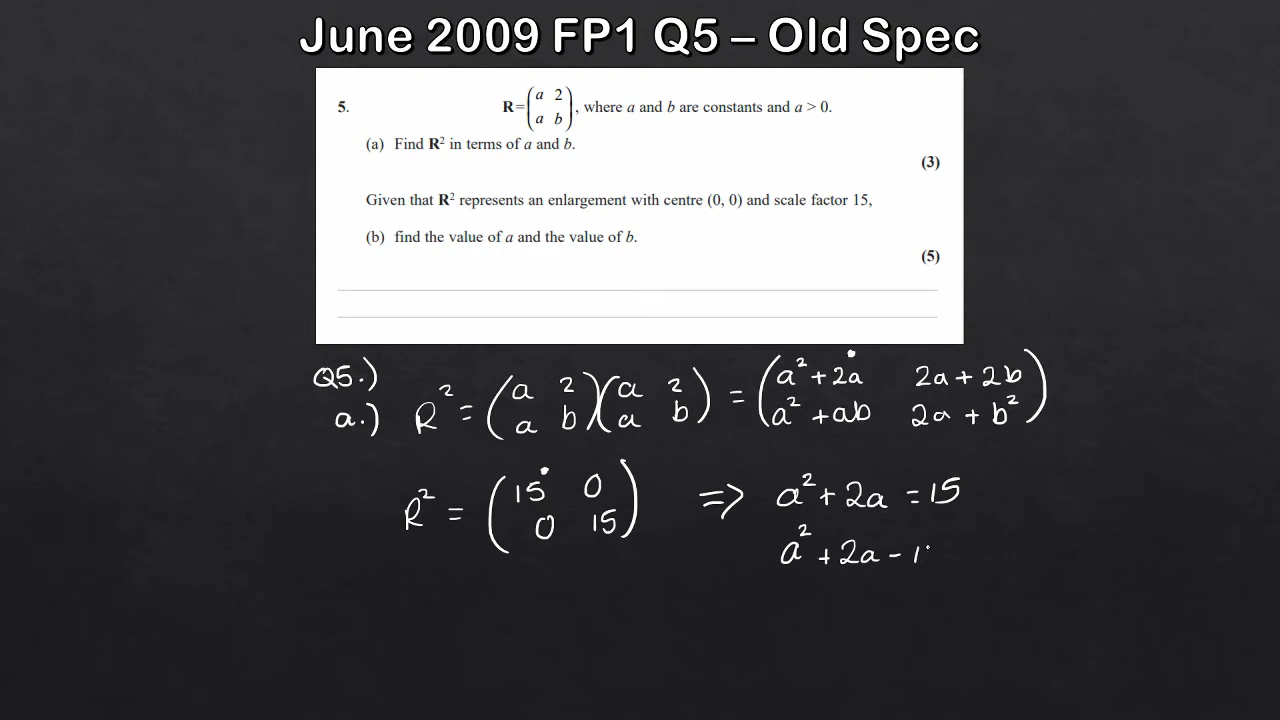 June 2009 FP1 Q5 – Old Spec
5. R = (a 2
a b), where a and b are constants and a > 0.
(a) Find R² in terms of a and b.
(3)
Given that R² represents an enlargement with centre (0, 0) and scale factor 15,
(b) find the value of a and the value of b.
(5)
Q5.)
a.) R² = (a 2
a b)(a 2
a b) = (a² + 2a 2a + 2b
a² + ab 2a + b²)
R² = (15 0
0 15) => a² + 2a = 15
a² + 2a - 1